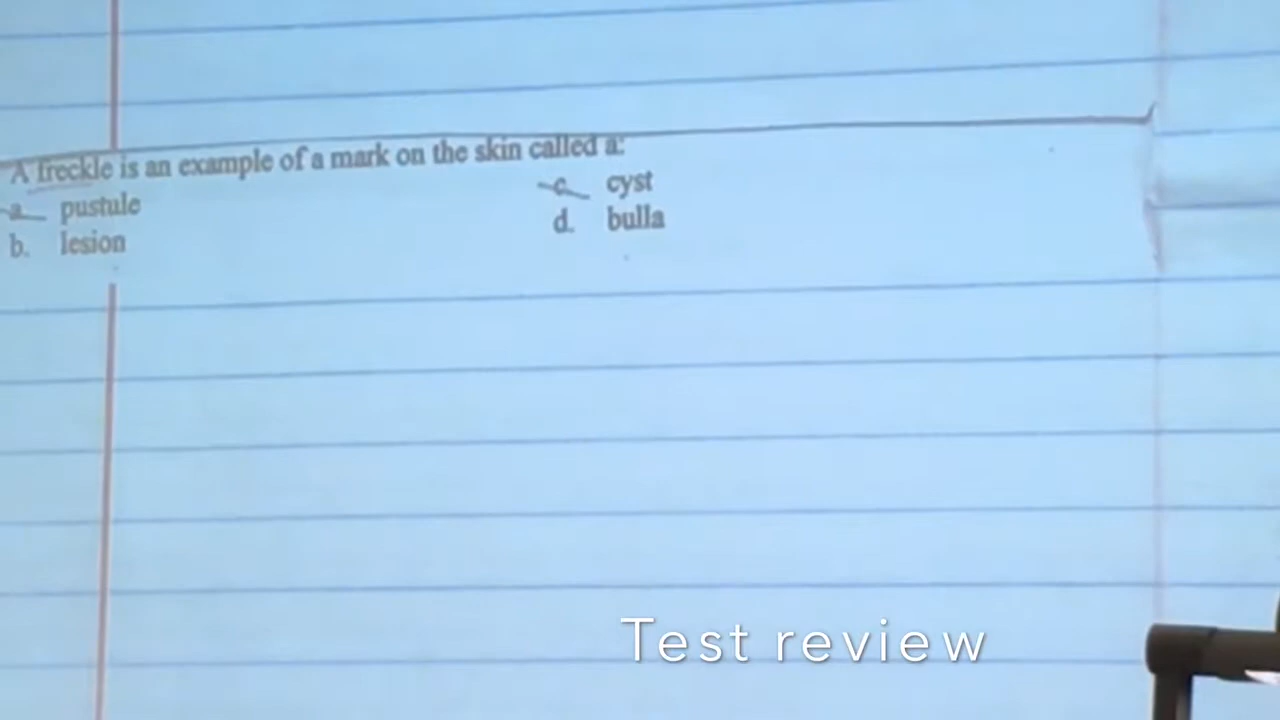 A freckle is an example of a mark on the skin called a:
a. pustule
b. lesion
c. cyst
d. bulla
Test review